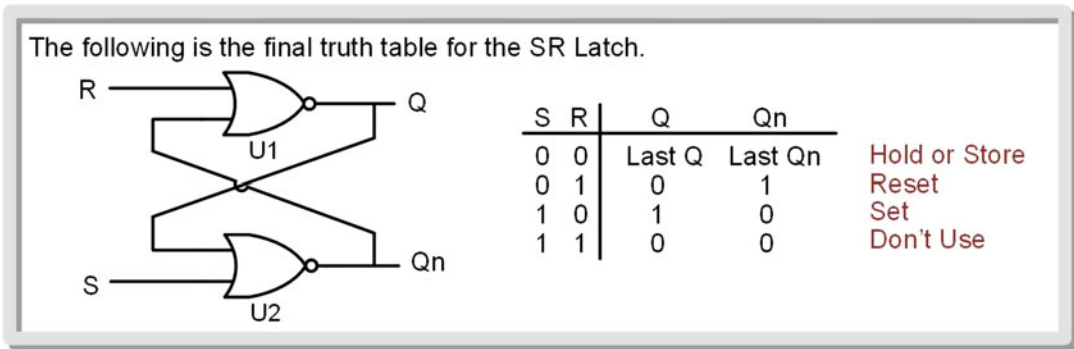 The following is the final truth table for the SR Latch.
R
Q
U1
Qn
S
U2
S R Q Qn
0 0 Last Q Last Qn Hold or Store
0 1 0 1 Reset
1 0 1 0 Set
1 1 0 0 Don't Use